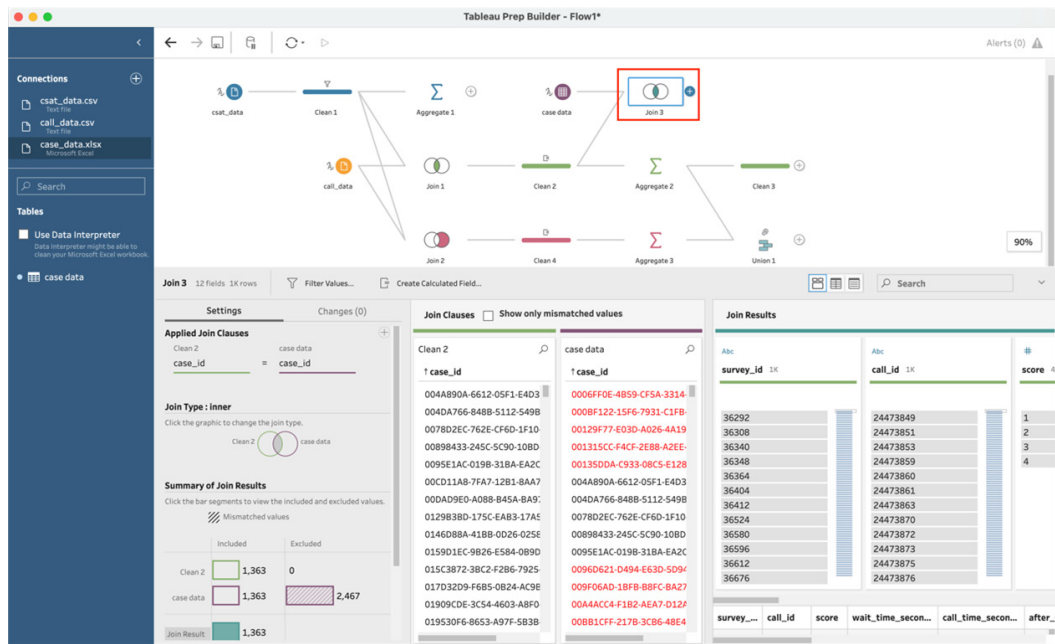 Tableau Prep Builder - Flow1*
Alerts (0)
Connections
csat_data.csv
Text file
call_data.csv
Text file
case_data.xlsx
Microsoft Excel
Search
Tables
Use Data Interpreter
Data Interpreter might be able to
clean your Microsoft Excel workbook.
case data
csat_data
Clean 1
Aggregate 1
case data
Join 3
call_data
Join 1
Clean 2
Aggregate 2
Clean 3
Join 2
Clean 4
Aggregate 3
Union 1
90%
Join 3 12 fields 1K rows
Filter Values...
Create Calculated Field...
Search
Settings
Changes (0)
Applied Join Clauses
Clean 2
case data
case_id = case_id
Join Type : inner
Click the graphic to change the join type.
Clean 2
case data
Summary of Join Results
Click the bar segments to view the included and excluded values.
Mismatched values
Included
Excluded
Clean 2 1,363 0
case data 1,363 2,467
Join Result 1,363
Join Clauses
Show only mismatched values
Clean 2
case_id
004A890A-6612-05F1-E4D3
004DA766-848B-5112-549B
0078D2EC-762E-CF6D-1F10-
00898433-245C-5C90-10BD
0095E1AC-019B-31BA-EA2C
00CD11A8-7FA7-12B1-8AA7
00DAD9E0-A088-B45A-BA97
0129B3BD-175C-EAB3-17A5
0146D88A-41BB-0D26-0258
0159D1EC-9B26-E584-0B9D
015C3872-3BC2-F2B6-7925-
017D32D9-F6B5-0B24-AC9B
01909CDE-3C54-4603-A8F0-
019530F6-8653-A97F-5B3B-
case data
case_id
0006FF0E-4B59-CF5A-3314-
000BF122-15F6-7931-C1FB-
00129F77-E03D-A026-4A19
001315CC-F4CF-2E88-A2EE-
00135DDA-C933-08C5-E128
004A890A-6612-05F1-E4D3
004DA766-848B-5112-549B
0078D2EC-762E-CF6D-1F10
00898433-245C-5C90-10BD
0095E1AC-019B-31BA-EA2C
0096D621-D494-E63D-5D94
009F06AD-1BFB-B8FC-BA27
00A4ACC4-F1B2-AEA7-D12A
00BB1CFF-217B-3CB6-48E4
Join Results
Abc
survey_id 1K
36292
36308
36340
36348
36364
36404
36412
36524
36580
36596
36612
36676
Abc
call_id 1K
24473849
24473851
24473853
24473859
24473860
24473861
24473863
24473870
24473872
24473873
24473875
24473876
#
score 4
1
2
3
4
survey_... call_id score wait_time_secon... call_time_secon... after_